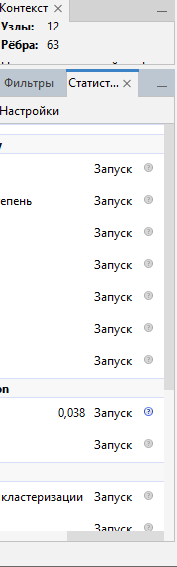 Контекст
Узлы: 12
Рёбра: 63
Фильтры Статист...
Настройки
Запуск
епень
Запуск
Запуск
Запуск
Запуск
Запуск
Запуск
on
0,038 Запуск
Запуск
кластеризации Запуск
Запуск